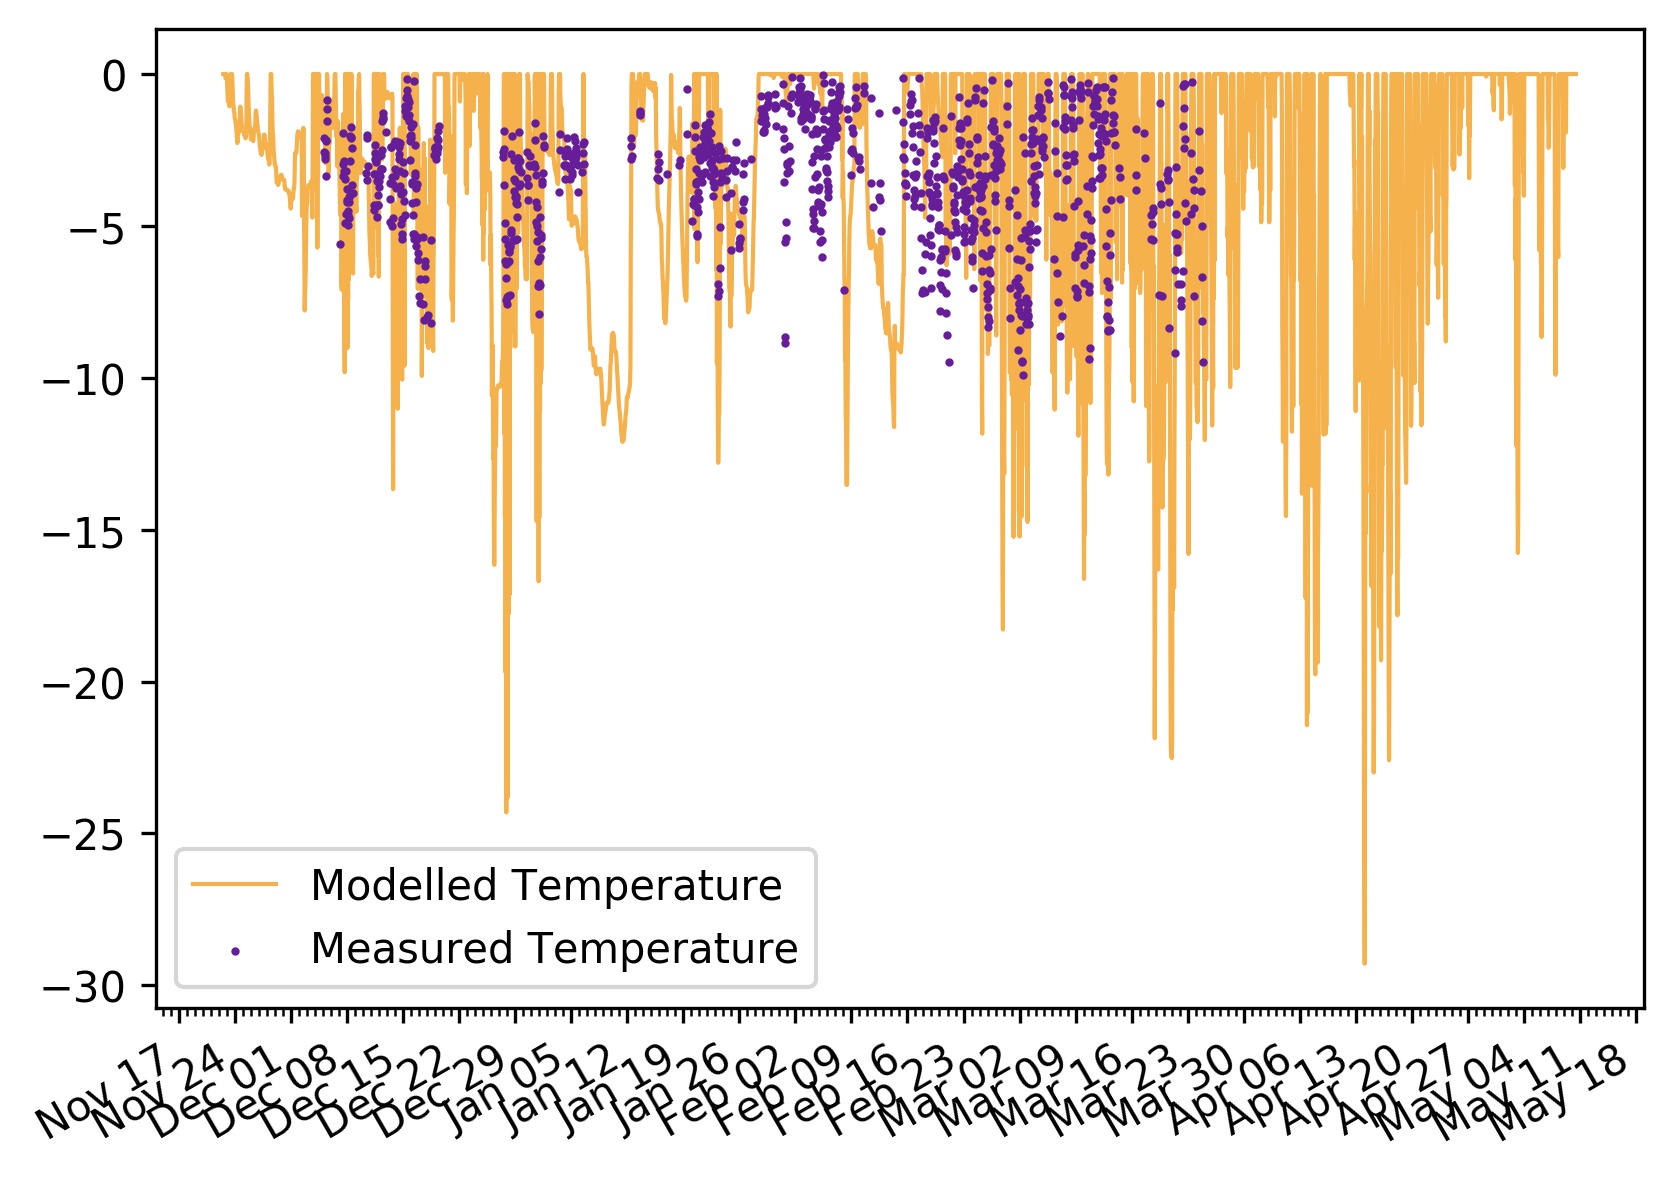 0
−5
−10
−15
−20
−25
−30
Modelled Temperature
Measured Temperature
Nov 17
Nov 24
Dec 01
Dec 08
Dec 15
Dec 22
Dec 29
Jan 05
Jan 12
Jan 19
Jan 26
Feb 02
Feb 09
Feb 16
Feb 23
Mar 02
Mar 09
Mar 16
Mar 23
Mar 30
Apr 06
Apr 13
Apr 20
Apr 27
May 04
May 11
May 18